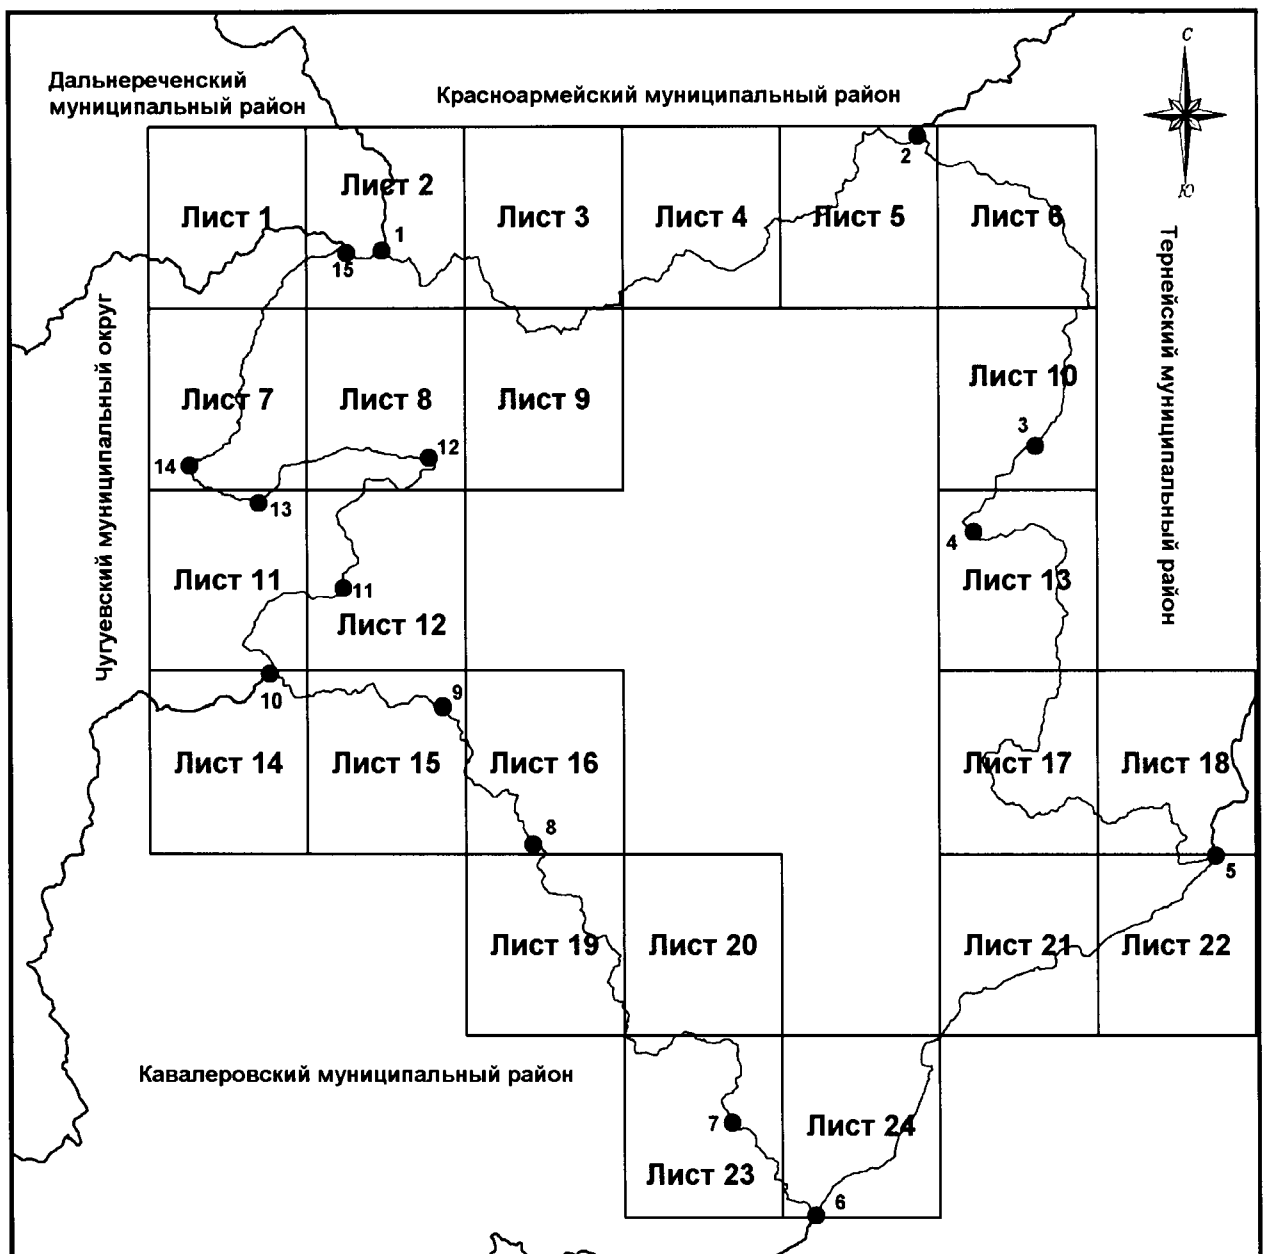 С
Дальнереченский
муниципальный район
Красноармейский муниципальный район
2
Лист 2
Лист 1
Лист 3
Лист 4
Лист 5
Лист 6
Ю
1
15
Тернейский муниципальный район
Чугуевский муниципальный округ
Лист 7
Лист 8
Лист 9
Лист 10
3
12
14
13
4
Лист 11
11
Лист 12
Лист 13
10
9
Лист 14
Лист 15
Лист 16
Лист 17
Лист 18
8
5
Лист 19
Лист 20
Лист 21
Лист 22
Кавалеровский муниципальный район
7
Лист 24
Лист 23
6